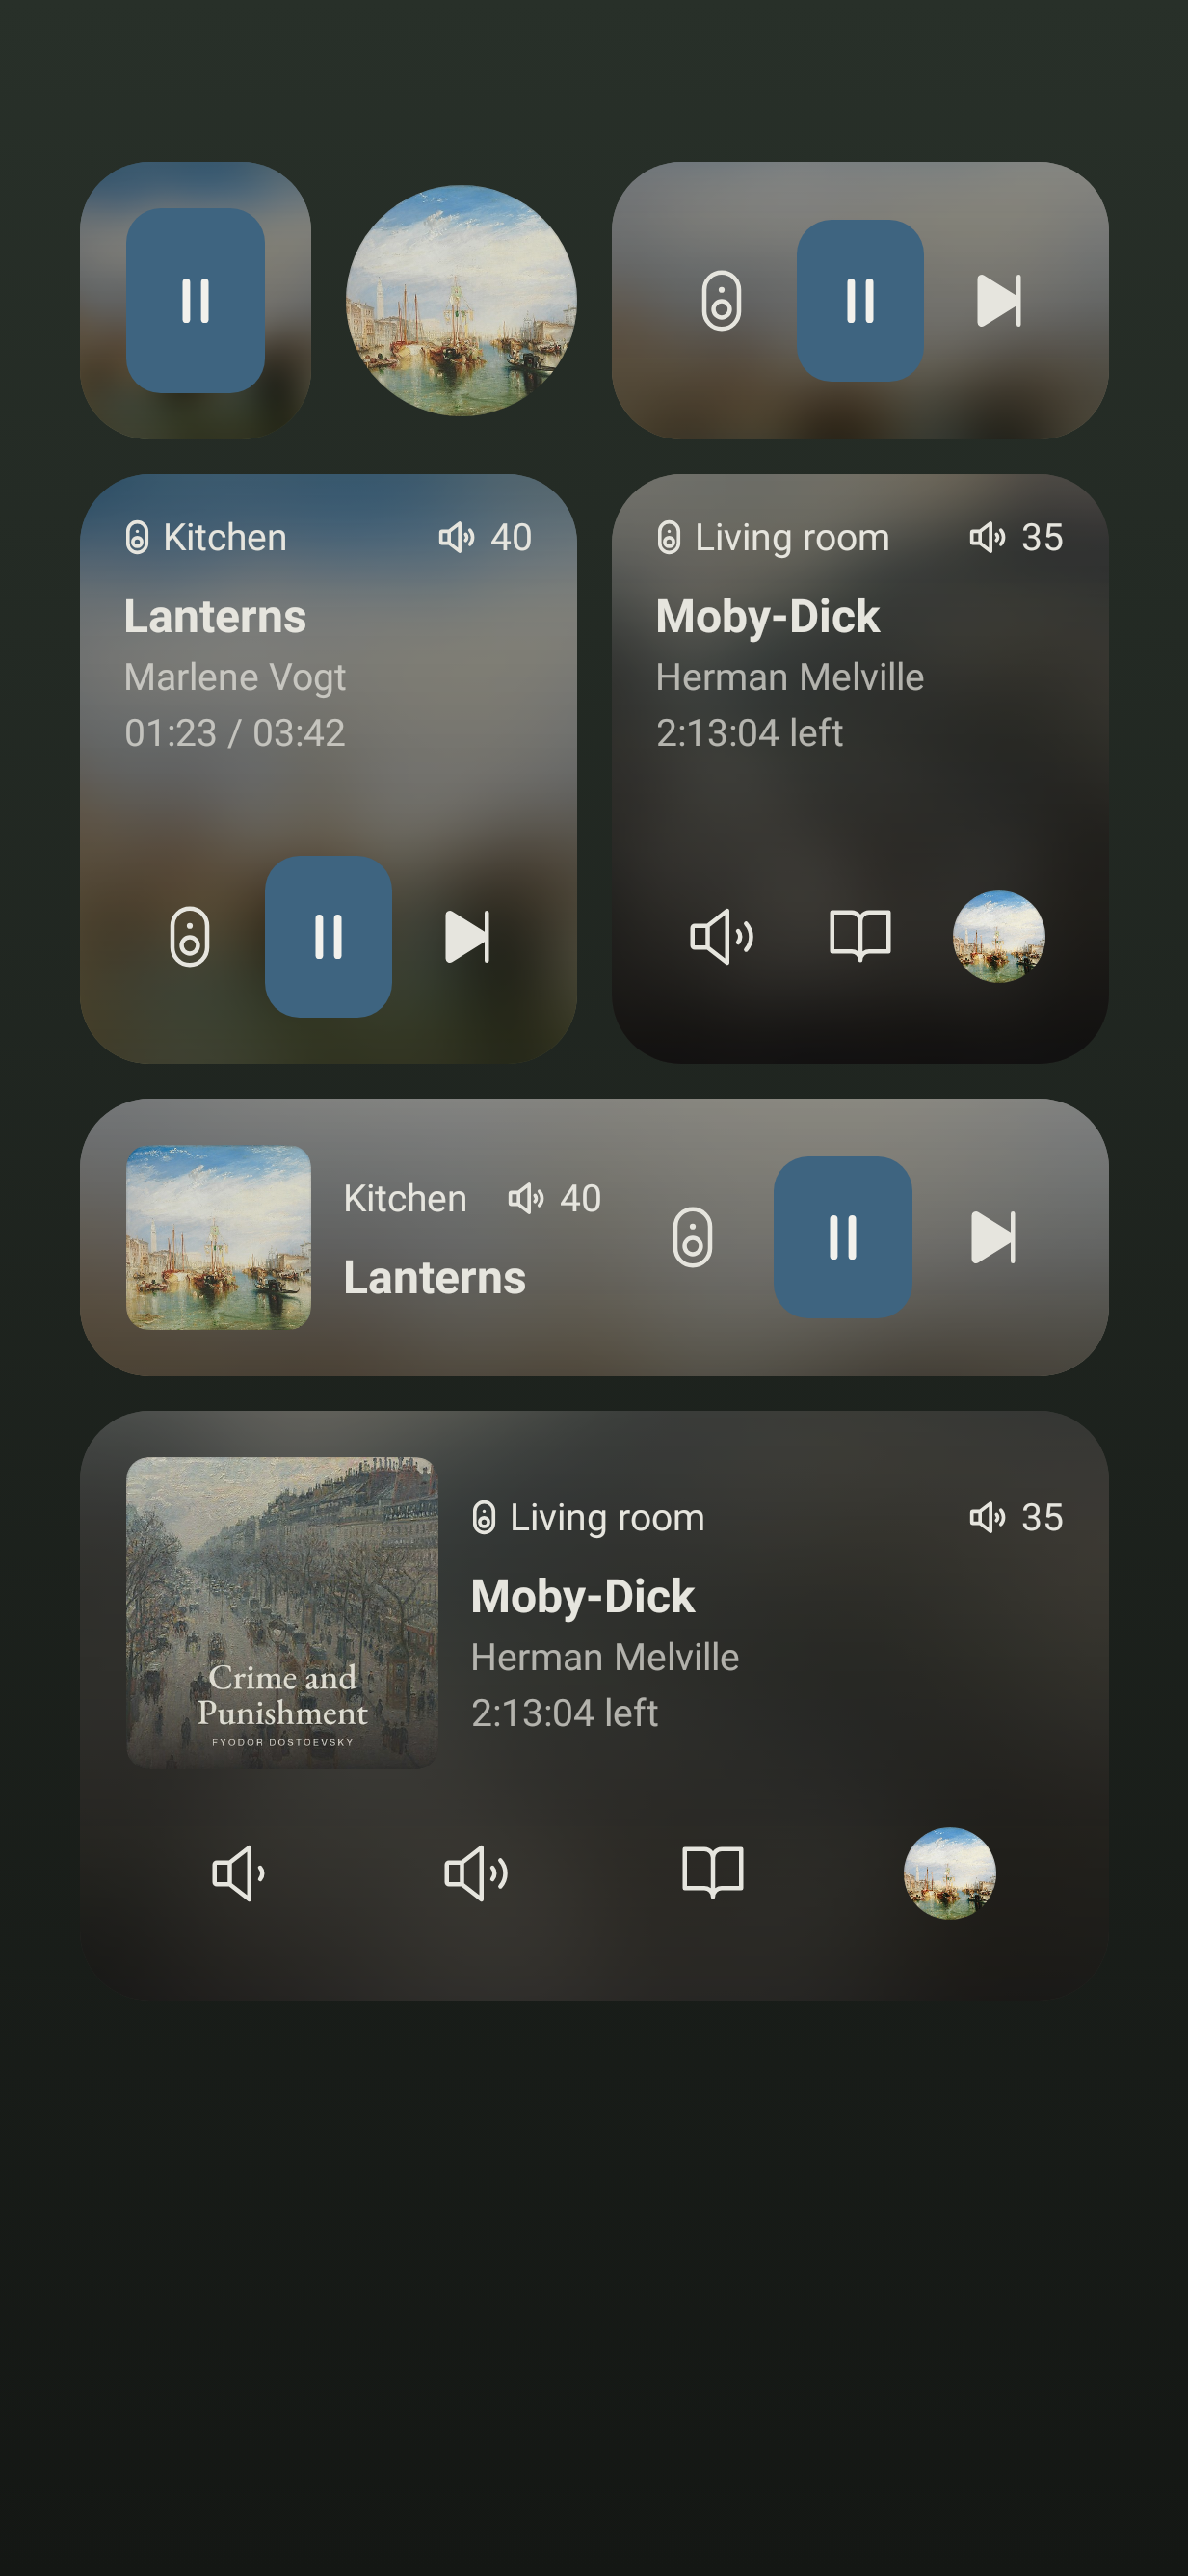 Kitchen 40
Lanterns
Marlene Vogt
01:23 / 03:42
Living room 35
Moby-Dick
Herman Melville
2:13:04 left
Kitchen 40
Lanterns
Crime and
Punishment
FYODOR DOSTOEVSKY
Living room 35
Moby-Dick
Herman Melville
2:13:04 left